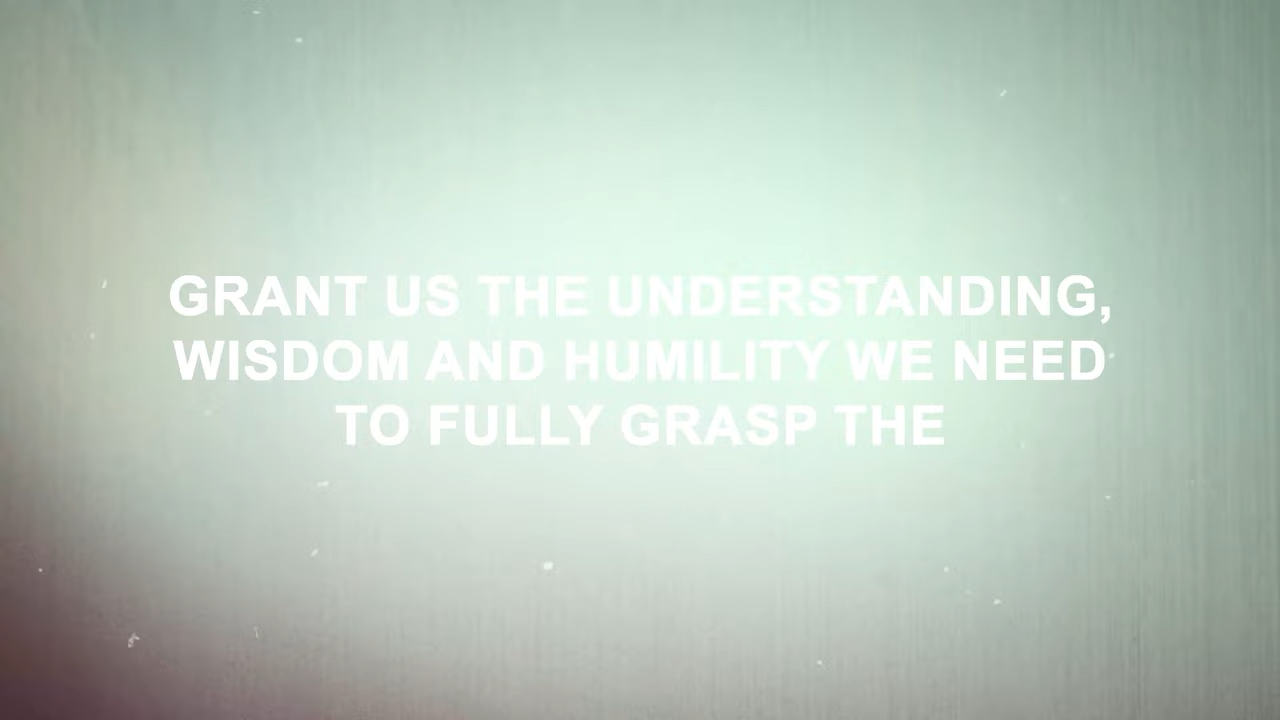 GRANT US THE UNDERSTANDING,
WISDOM AND HUMILITY WE NEED
TO FULLY GRASP THE